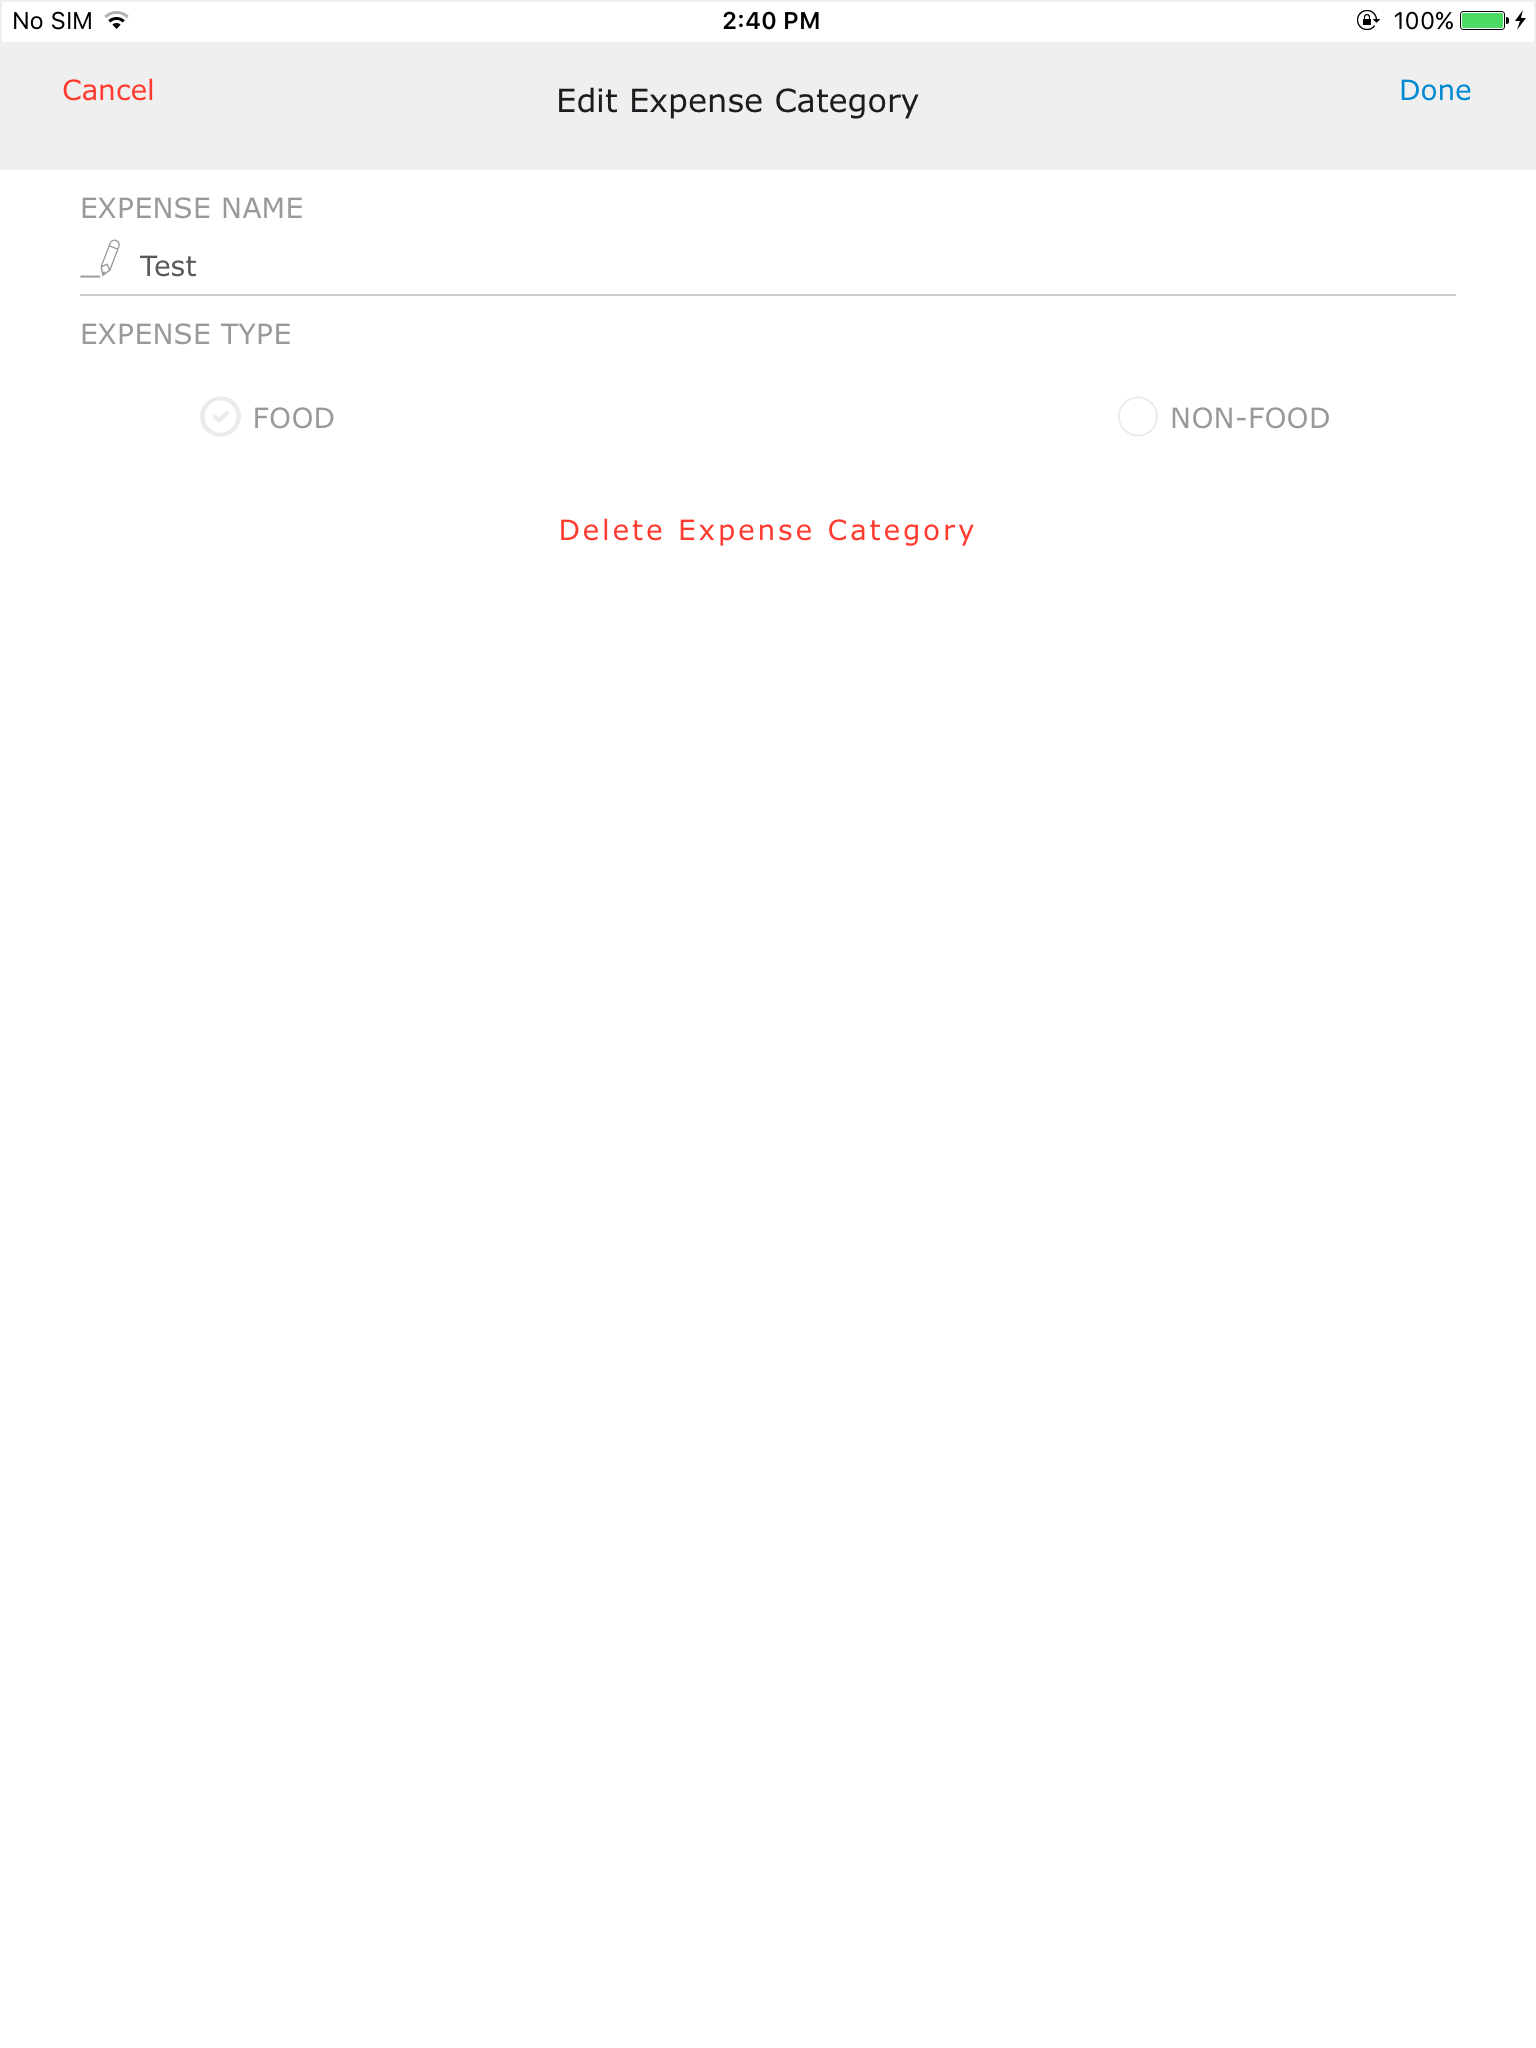 No SIM 2:40 PM 100%
Cancel Edit Expense Category Done
EXPENSE NAME
Test
EXPENSE TYPE
FOOD NON-FOOD
Delete Expense Category